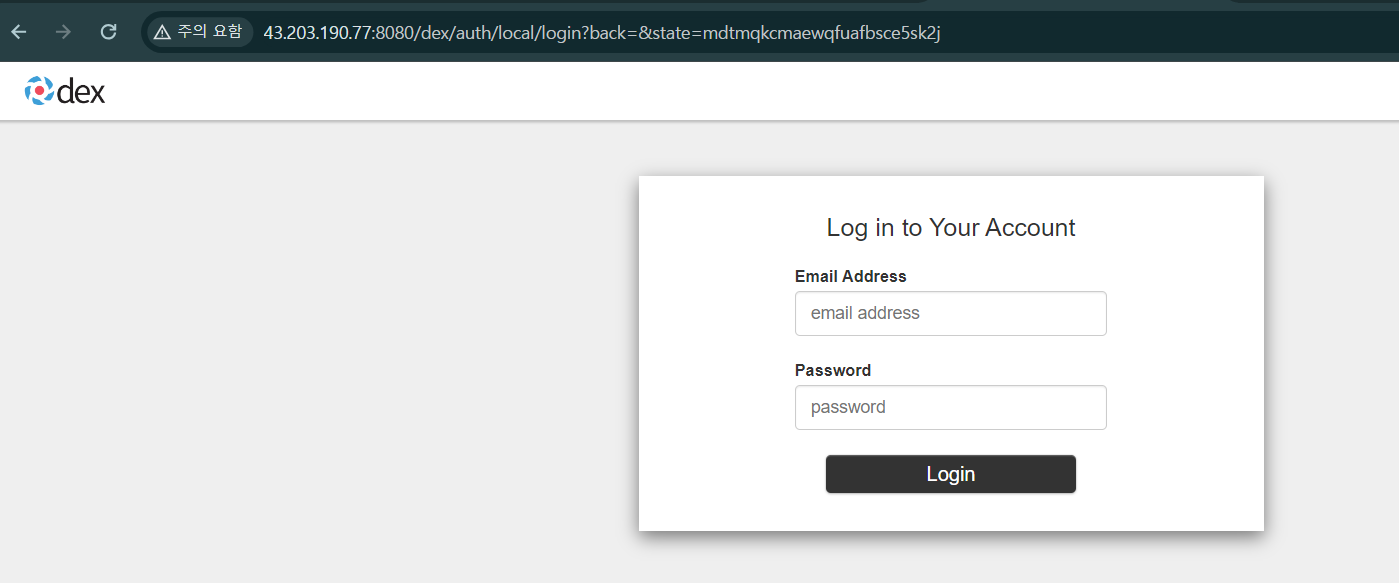 주의 요함 43.203.190.77:8080/dex/auth/local/login?back=&state=mdtmqkcmaewqfuafbsce5sk2j
dex
Log in to Your Account
Email Address
email address
Password
password
Login